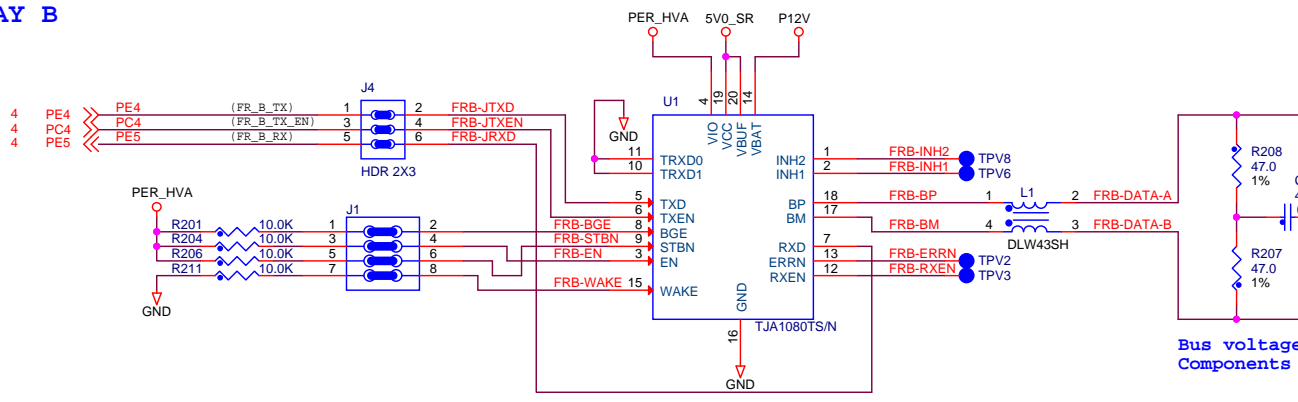 AY B
PER_HVA 5V0_SR P12V
J4 U1
4 19 20 14
VIO VCC VBUF VBAT
4 PE4 PE4 (FR_B_TX) 1 2 FRB-JTXD
4 PC4 PC4 (FR_B_TX_EN) 3 4 FRB-JTXEN
4 PE5 PE5 (FR_B_RX) 5 6 FRB-JRXD
HDR 2X3
GND
11 TRXD0
10 TRXD1
INH2 1 FRB-INH2 TPV8
INH1 2 FRB-INH1 TPV6
R208
47.0
1%
PER_HVA
J1
5 TXD
6 TXEN
BP 18 FRB-BP 1 L1 2 FRB-DATA-A
BM 17 FRB-BM 4 3 FRB-DATA-B
DLW43SH
R201 10.0K 1 2 FRB-BGE 8 BGE
R204 10.0K 3 4 FRB-STBN 9 STBN
R206 10.0K 5 6 FRB-EN 3 EN
R211 10.0K 7 8 FRB-WAKE 15 WAKE
GND
RXD 7
ERRN 13 FRB-ERRN TPV2
RXEN 12 FRB-RXEN TPV3
R207
47.0
1%
GND
16
TJA1080TS/N
GND
Bus voltage
Components